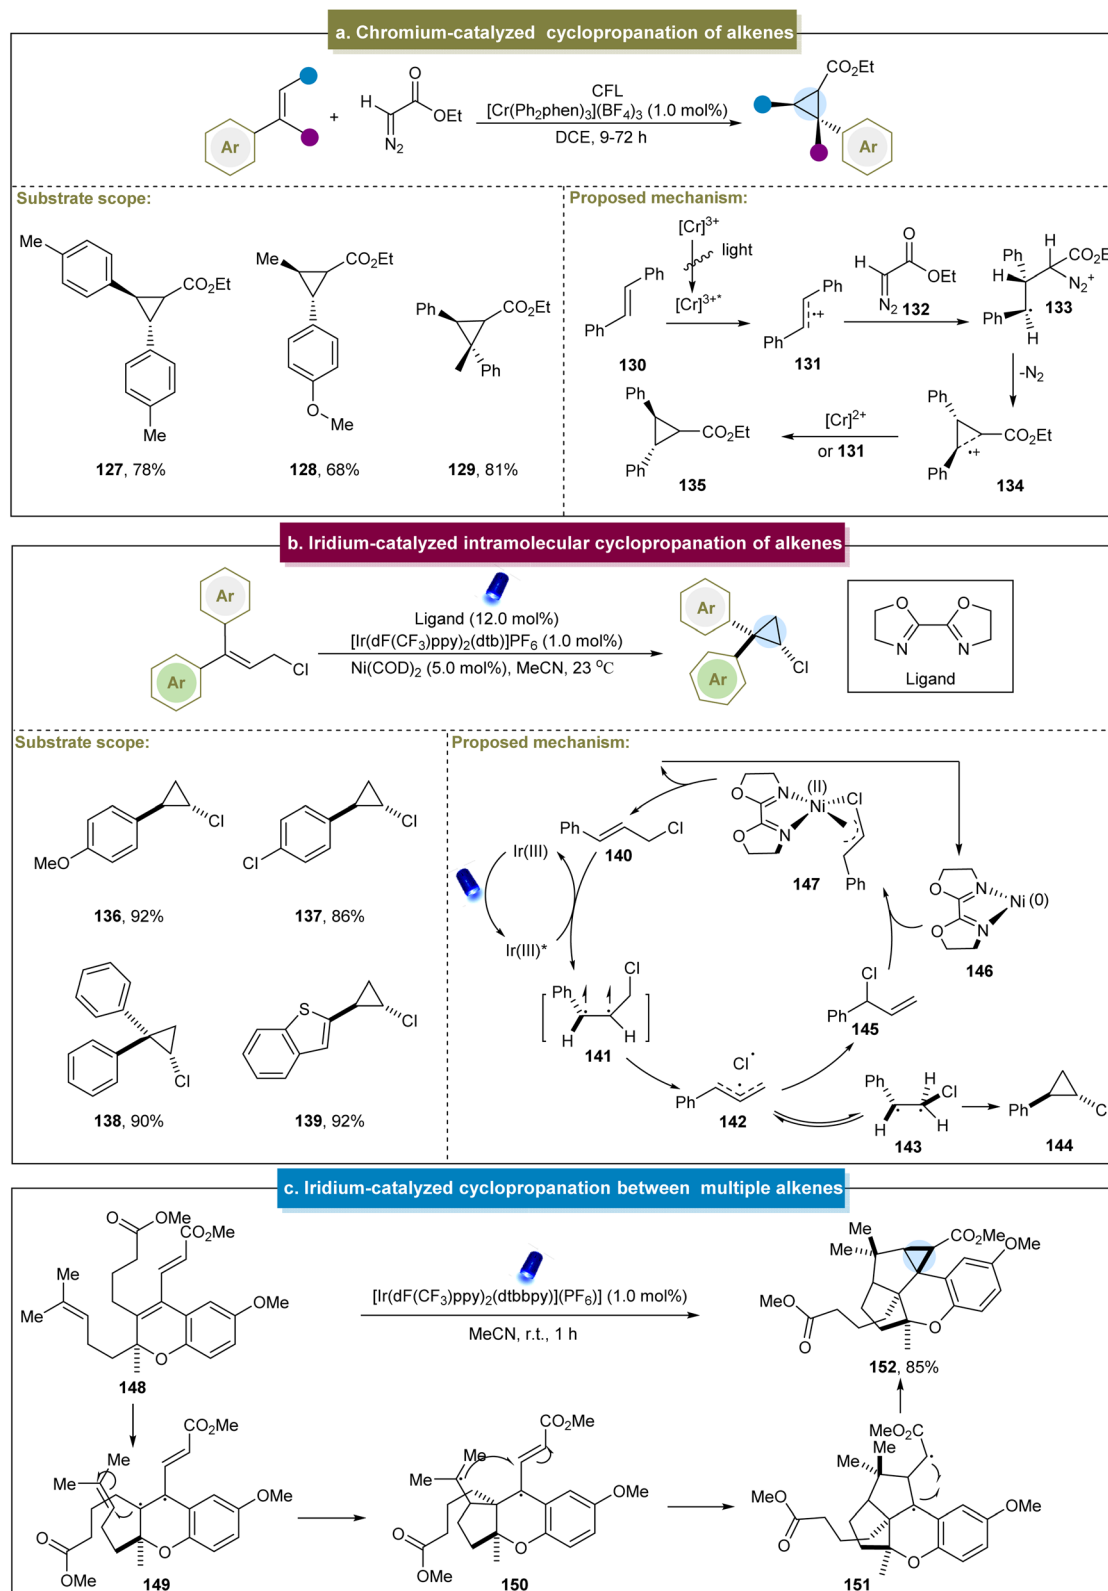 a. Chromium-catalyzed cyclopropanation of alkenes
Ar
+
H
N2
O
OEt
CFL
[Cr(Ph2phen)3](BF4)3 (1.0 mol%)
DCE, 9-72 h
CO2Et
Ar
Substrate scope:
Me
CO2Et
Me
127, 78%
Me
CO2Et
O
Me
128, 68%
Ph
CO2Et
Ph
129, 81%
Proposed mechanism:
[Cr]3+
light
[Cr]3+*
Ph
Ph
130
Ph
Ph
•+
131
H
O
OEt
N2
132
H
Ph
CO2E
H
N2+
Ph
H
133
-N2
Ph
CO2Et
Ph
•+
134
[Cr]2+
or 131
Ph
CO2Et
Ph
135
b. Iridium-catalyzed intramolecular cyclopropanation of alkenes
Ar
Ar
Cl
Ligand (12.0 mol%)
[Ir(dF(CF3)ppy)2(dtb)]PF6 (1.0 mol%)
Ni(COD)2 (5.0 mol%), MeCN, 23 °C
Ar
Ar
Cl
O
O
N
N
Ligand
Substrate scope:
MeO
Cl
136, 92%
Cl
Cl
137, 86%
Cl
138, 90%
S
Cl
139, 92%
Proposed mechanism:
Ph
Cl
140
Ir(III)
Ir(III)*
O
N
O
N
(II)
Ni
Cl
Ph
147
O
N
O
N
Ni(0)
146
Cl
Ph
H
H
141
Cl
Ph
145
Cl•
Ph
142
Ph
H
Cl
H
H
143
Ph
C
144
c. Iridium-catalyzed cyclopropanation between multiple alkenes
O
OMe
CO2Me
Me
Me
OMe
O
148
[Ir(dF(CF3)ppy)2(dtbbpy)](PF6)] (1.0 mol%)
MeCN, r.t., 1 h
Me
Me
CO2Me
OMe
MeO
O
Me
O
152, 85%
CO2Me
Me
Me
OMe
O
Me
O
OMe
149
CO2Me
Me
Me
OMe
O
Me
O
OMe
150
MeO2C
Me
Me
MeO
O
OMe
O
Me
151